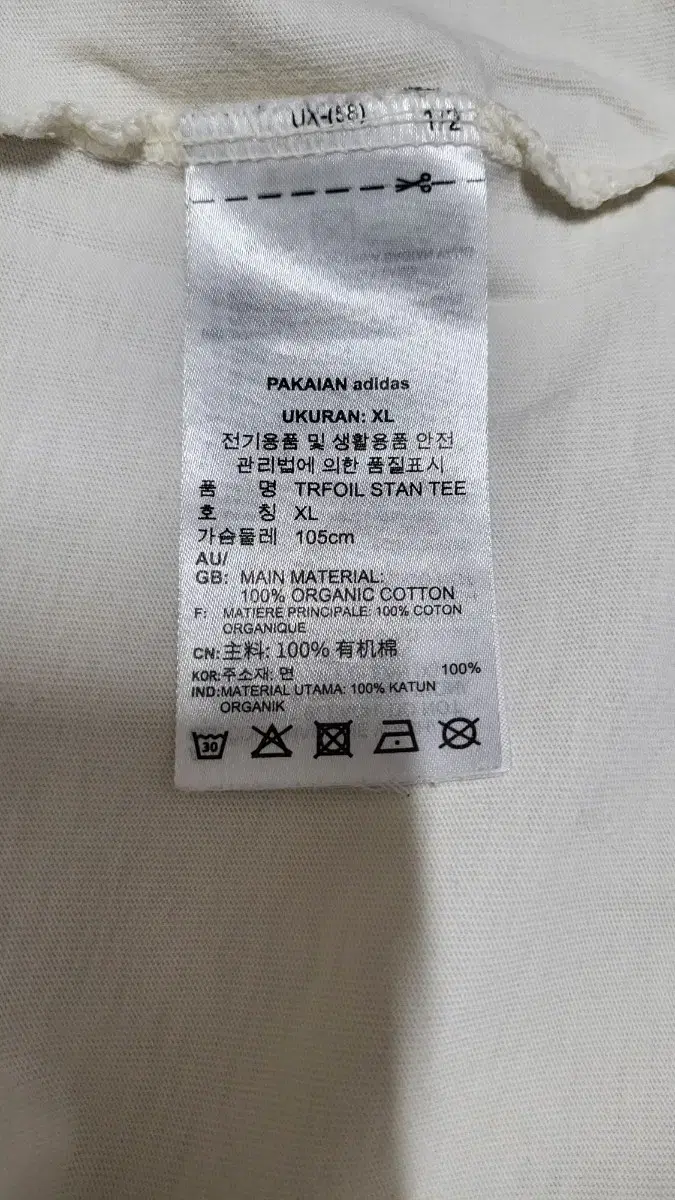 1/2
PAKAIAN adidas
UKURAN: XL
전기용품 및 생활용품 안전
관리법에 의한 품질표시
품 명 TRFOIL STAN TEE
호 칭 XL
가슴둘레 105cm
AU/
GB: MAIN MATERIAL:
100% ORGANIC COTTON
F: MATIERE PRINCIPALE: 100% COTON
ORGANIQUE
CN: 主料: 100% 有机棉
KOR: 주소재: 면 100%
IND: MATERIAL UTAMA: 100% KATUN
ORGANIK
30